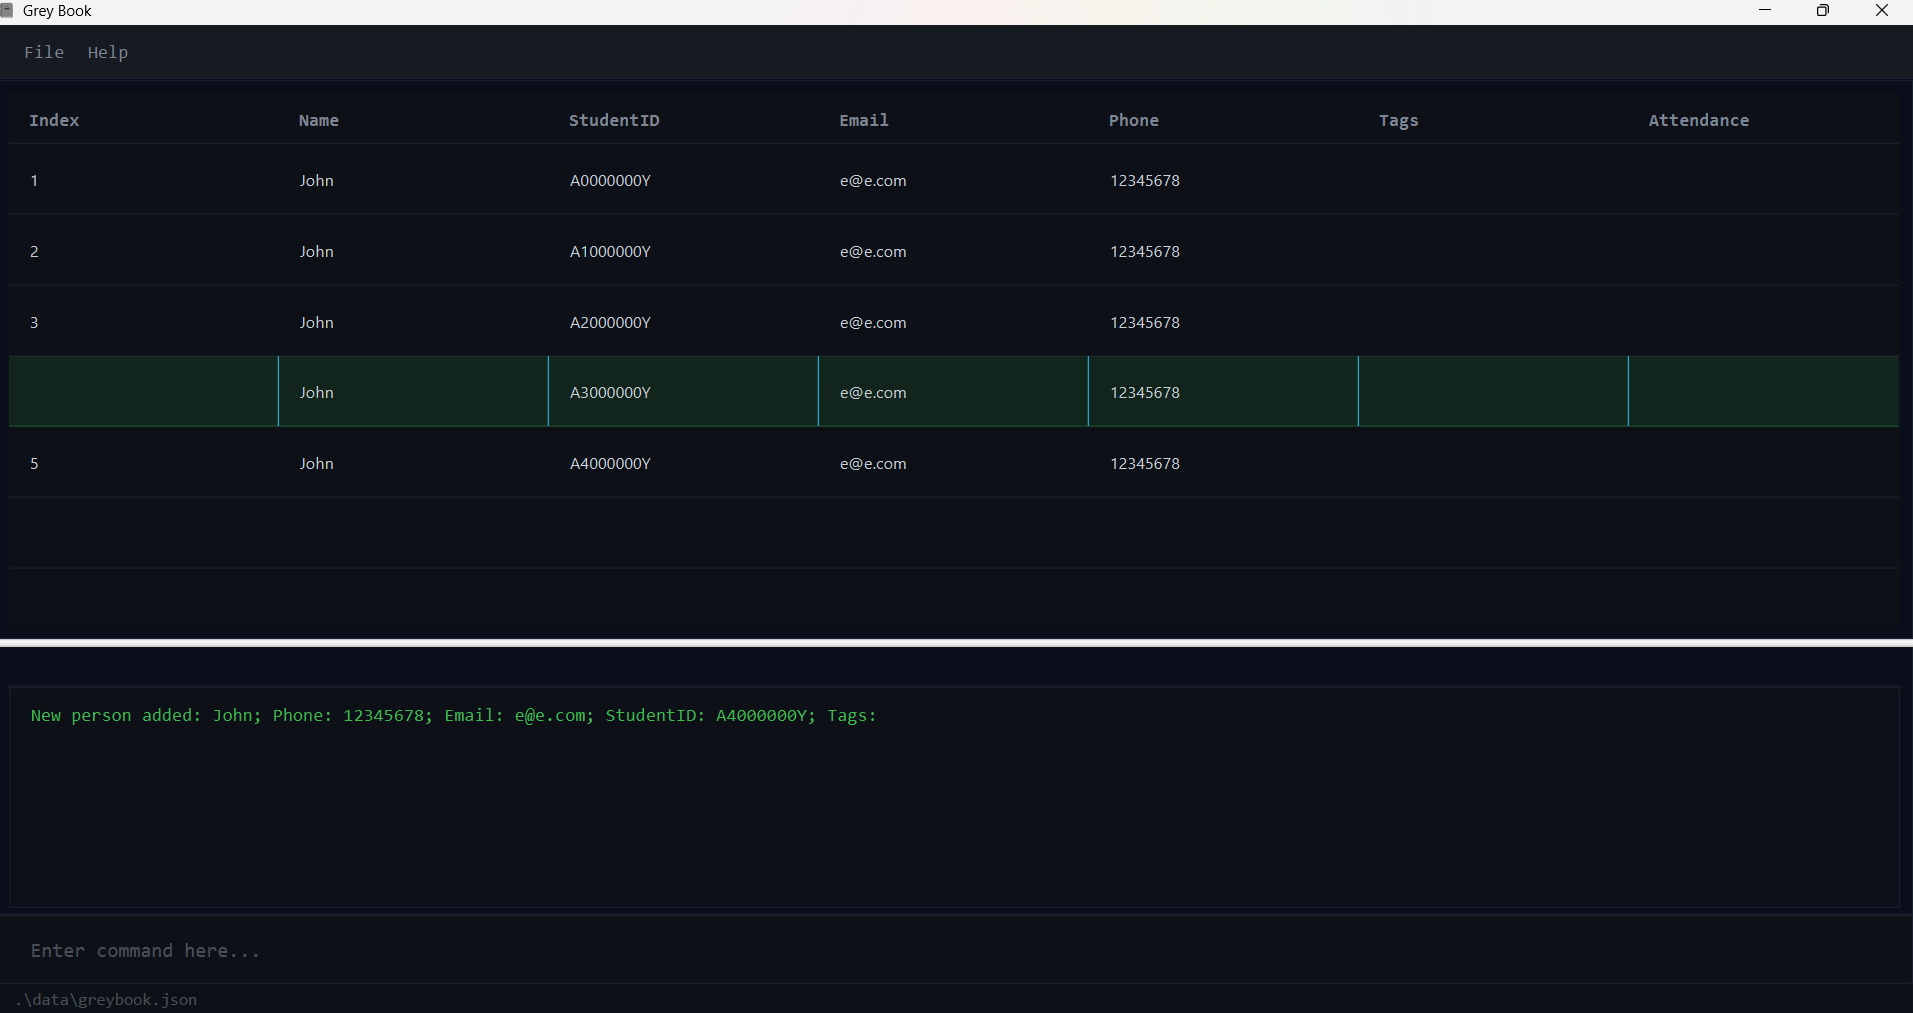 Grey Book
File Help
Index Name StudentID Email Phone Tags Attendance
1 John A0000000Y e@e.com 12345678
2 John A1000000Y e@e.com 12345678
3 John A2000000Y e@e.com 12345678
John A3000000Y e@e.com 12345678
5 John A4000000Y e@e.com 12345678
New person added: John; Phone: 12345678; Email: e@e.com; StudentID: A4000000Y; Tags:
Enter command here...
.\data\greybook.json